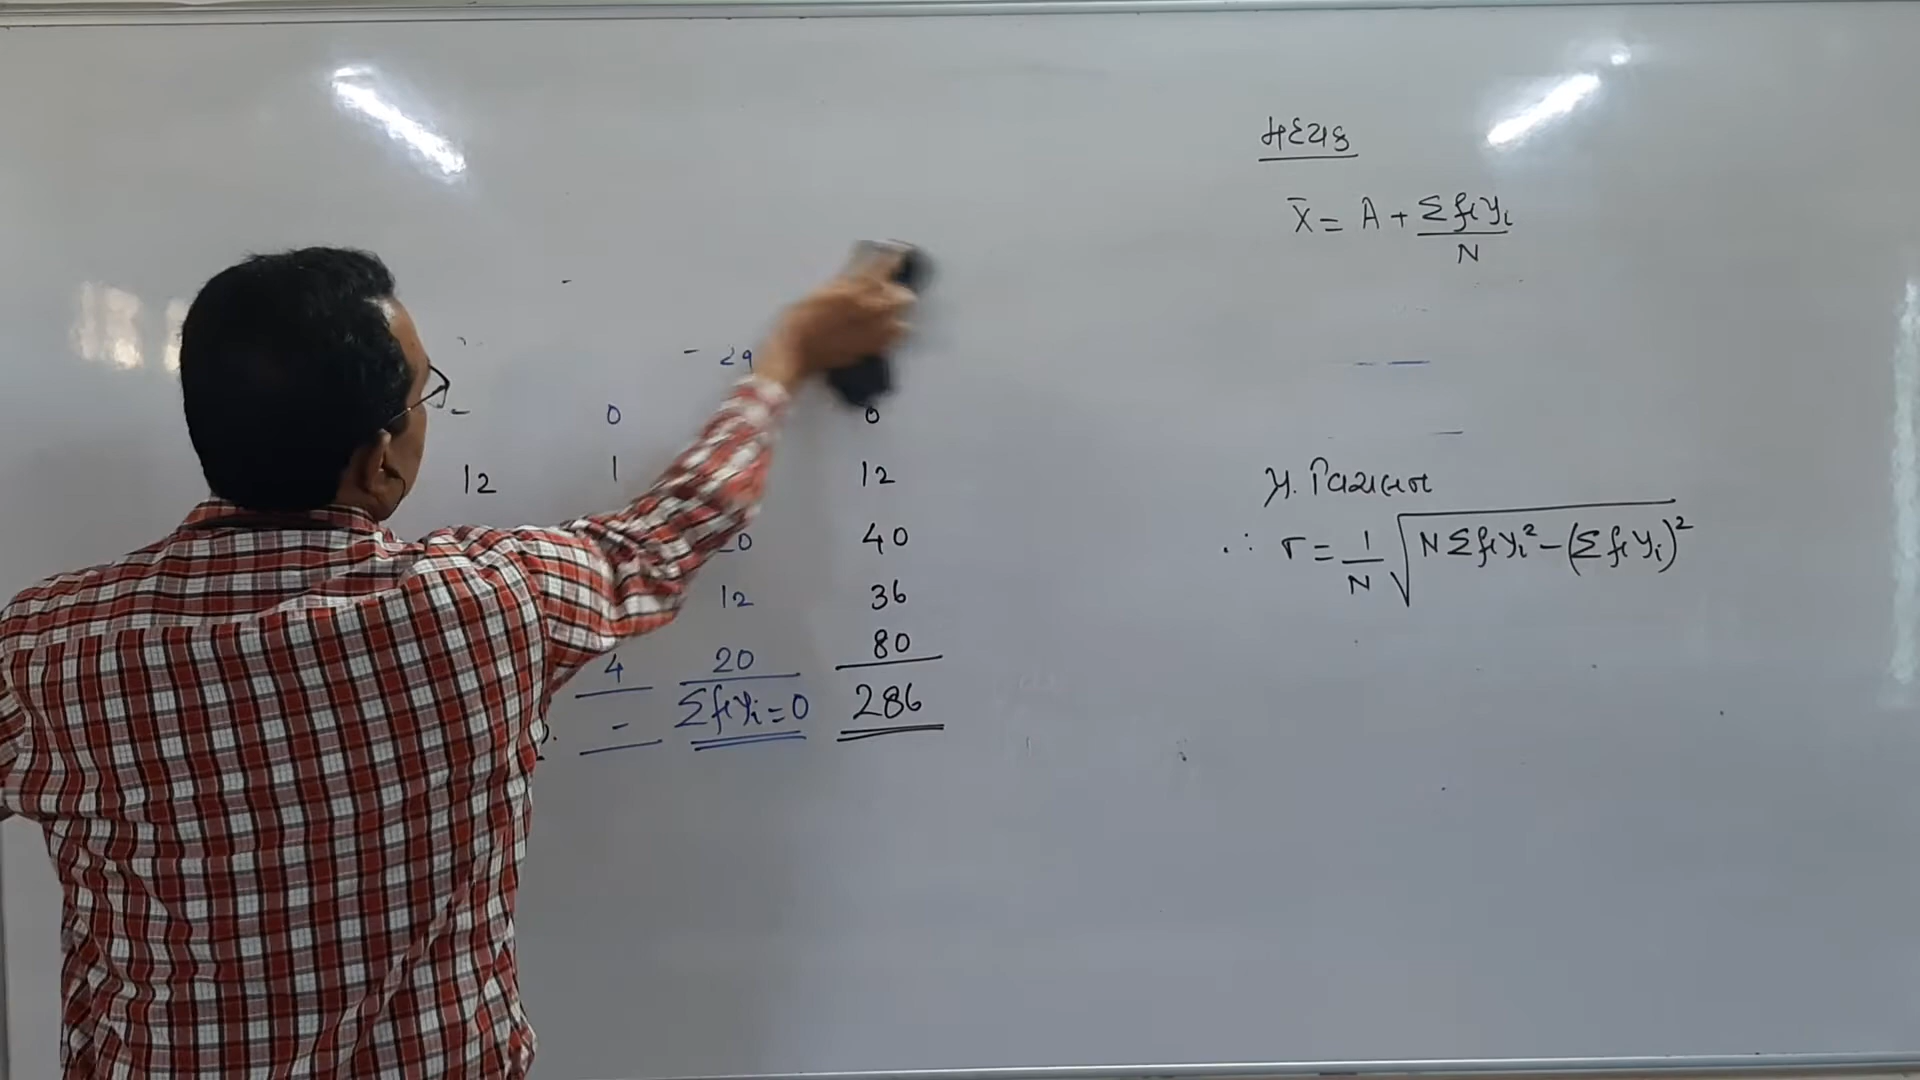 મધ્યક
x̄ = A + Σfiyi / N
- 29
0 0
12 1 12
40
12 36
4 20 80
- Σfiyi = 0 286
પ્ર. વિચલન
∴ σ = 1/N √(NΣfiyi² - (Σfiyi)²)